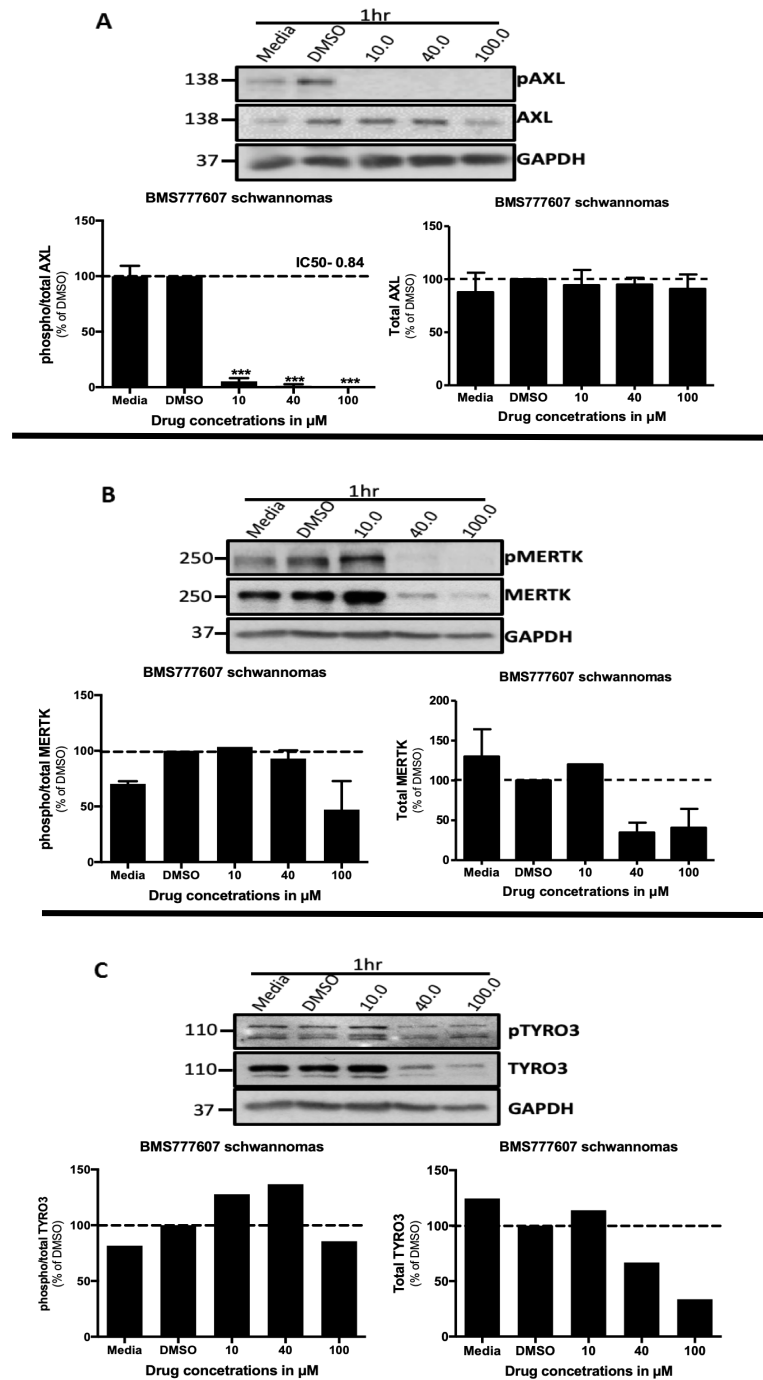 A
1hr
Media DMSO 10.0 40.0 100.0
138 pAXL
138 AXL
37 GAPDH
BMS777607 schwannomas
phospho/total AXL
(% of DMSO)
150
100
50
0
IC50- 0.84
*** *** ***
Media DMSO 10 40 100
Drug concetrations in µM
BMS777607 schwannomas
Total AXL
(% of DMSO)
150
100
50
0
Media DMSO 10 40 100
Drug concetrations in µM
B
1hr
Media DMSO 10.0 40.0 100.0
250 pMERTK
250 MERTK
37 GAPDH
BMS777607 schwannomas
phospho/total MERTK
(% of DMSO)
150
100
50
0
Media DMSO 10 40 100
Drug concetrations in µM
BMS777607 schwannomas
Total MERTK
(% of DMSO)
200
150
100
50
0
Media DMSO 10 40 100
Drug concetrations in µM
C
1hr
Media DMSO 10.0 40.0 100.0
110 pTYRO3
110 TYRO3
37 GAPDH
BMS777607 schwannomas
phospho/total TYRO3
(% of DMSO)
150
100
50
0
Media DMSO 10 40 100
Drug concetrations in µM
BMS777607 schwannomas
Total TYRO3
(% of DMSO)
150
100
50
0
Media DMSO 10 40 100
Drug concetrations in µM